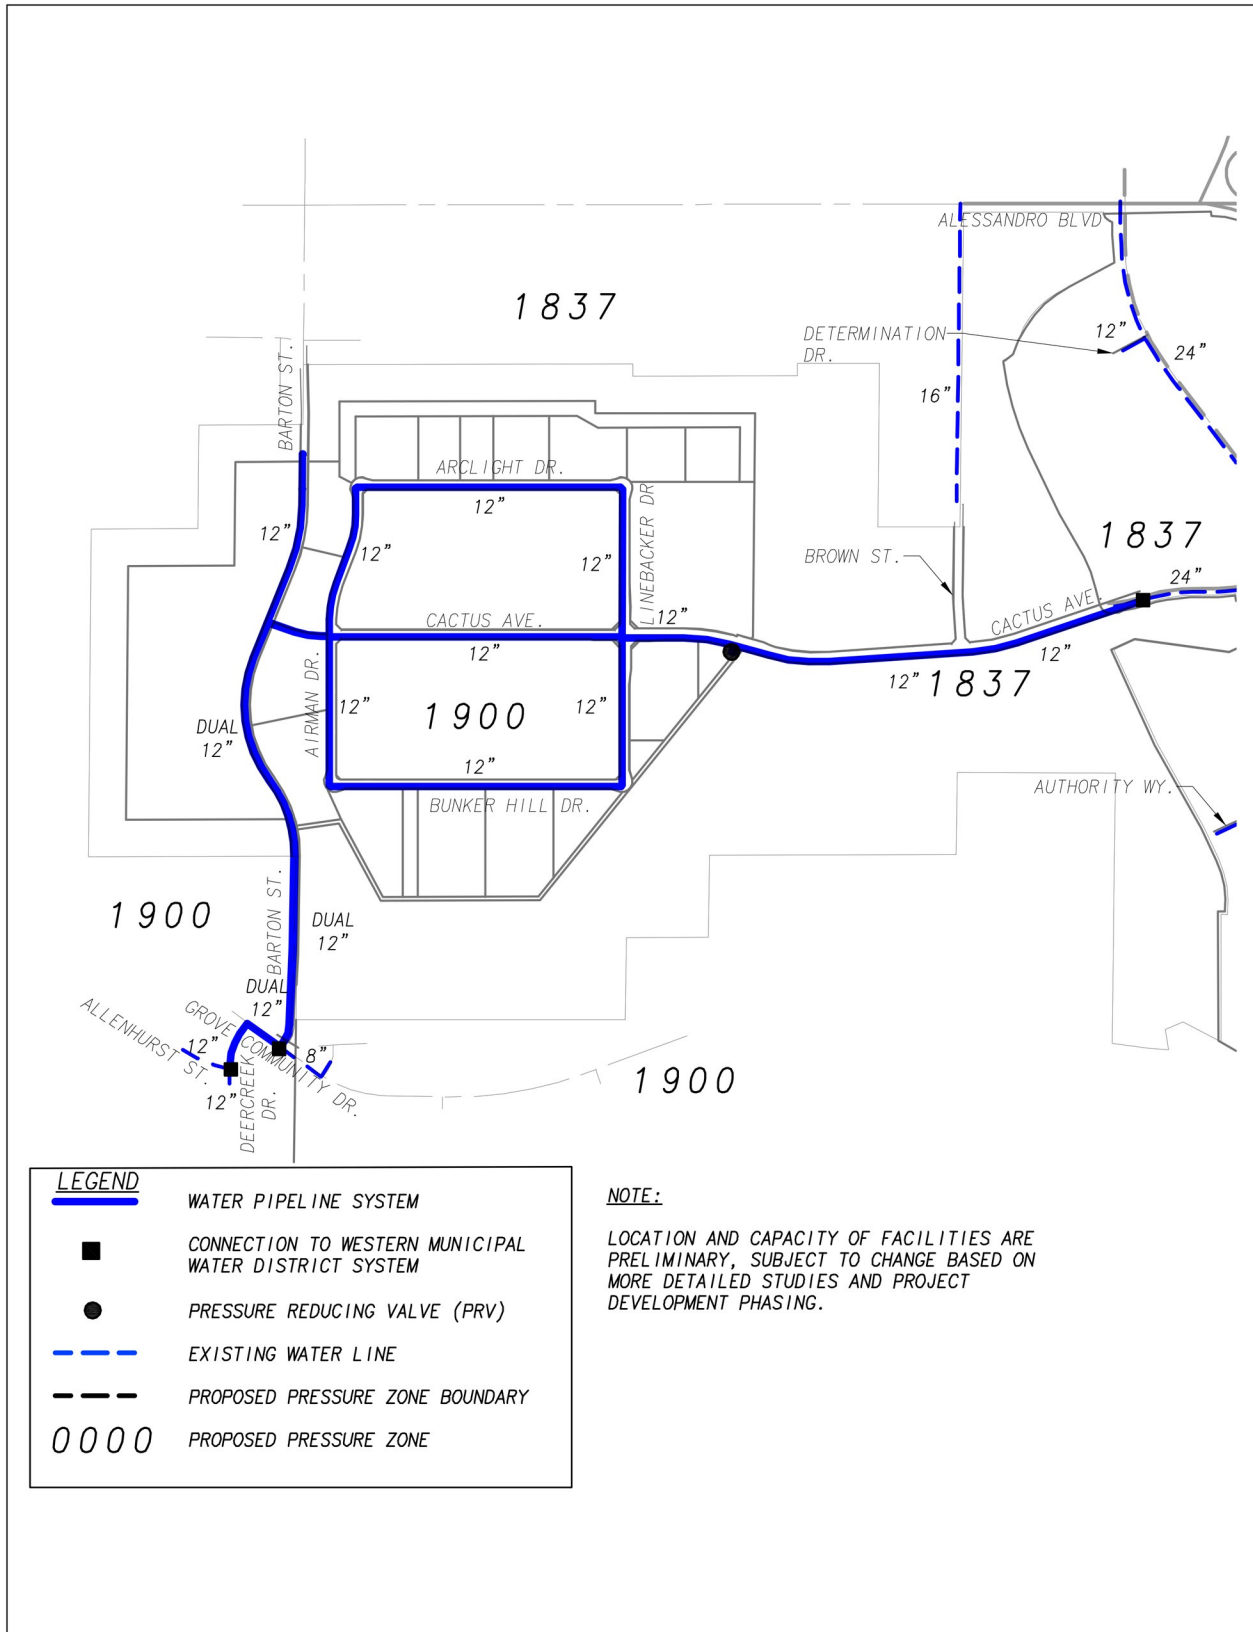 ALESSANDRO BLVD
1837
DETERMINATION
DR.
12”
24”
16”
BARTON ST.
ARCLIGHT DR.
12”
12”
12”
12”
LINEBACKER DR
1837
BROWN ST.
24”
CACTUS AVE.
12”
CACTUS AVE.
12”
12”
12”
1837
12”
12”
AIRMAN DR.
1900
DUAL
12”
12”
BUNKER HILL DR.
AUTHORITY WY.
BARTON ST.
1900
DUAL
12”
DUAL
12”
ALLENHURST ST.
GROVE COMMUNITY DR.
12”
8”
12”
DEERCREEK
DR.
1900
LEGEND
WATER PIPELINE SYSTEM
CONNECTION TO WESTERN MUNICIPAL
WATER DISTRICT SYSTEM
PRESSURE REDUCING VALVE (PRV)
EXISTING WATER LINE
PROPOSED PRESSURE ZONE BOUNDARY
0000 PROPOSED PRESSURE ZONE
NOTE:
LOCATION AND CAPACITY OF FACILITIES ARE
PRELIMINARY, SUBJECT TO CHANGE BASED ON
MORE DETAILED STUDIES AND PROJECT
DEVELOPMENT PHASING.